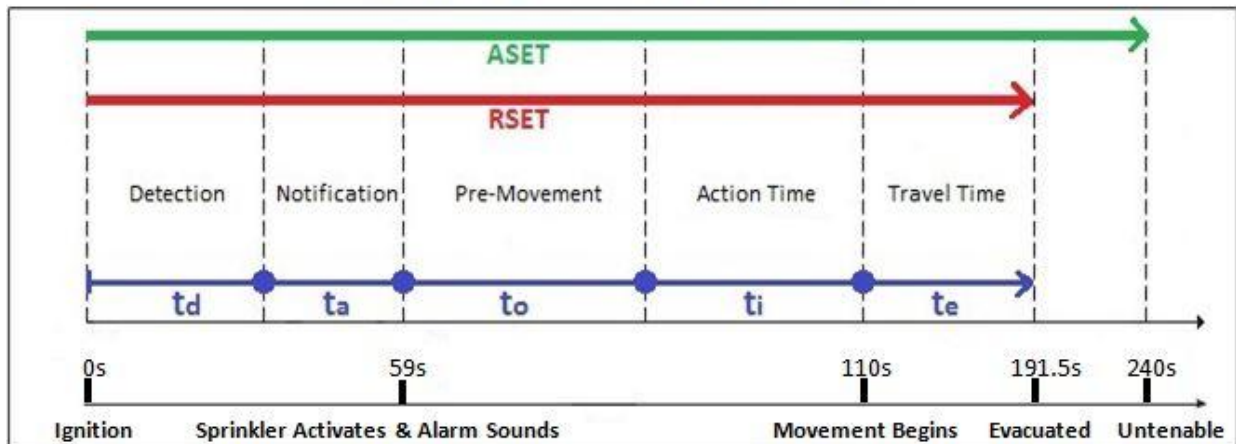 ASET
RSET
Detection Notification Pre-Movement Action Time Travel Time
td ta to ti te
0s 59s 110s 191.5s 240s
Ignition Sprinkler Activates & Alarm Sounds Movement Begins Evacuated Untenable